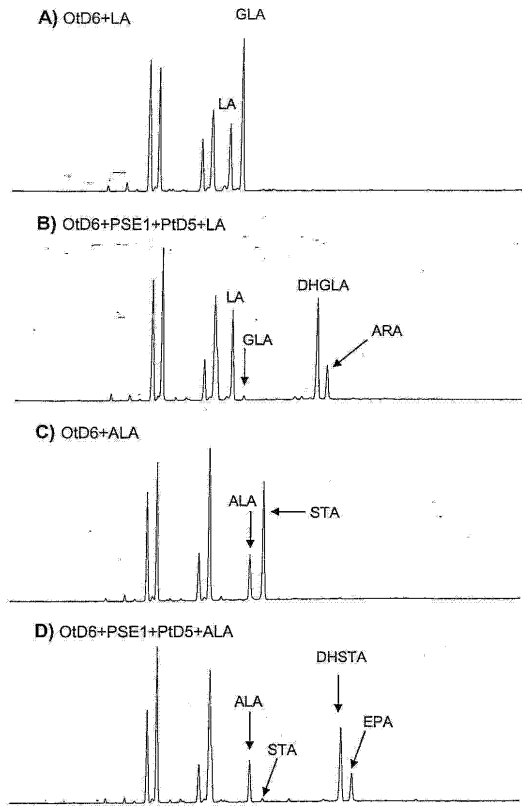 A) OtD6+LA
GLA
LA
B) OtD6+PSE1+PtD5+LA
DHGLA
LA
ARA
GLA
C) OtD6+ALA
ALA
STA
D) OtD6+PSE1+PtD5+ALA
DHSTA
ALA
EPA
STA